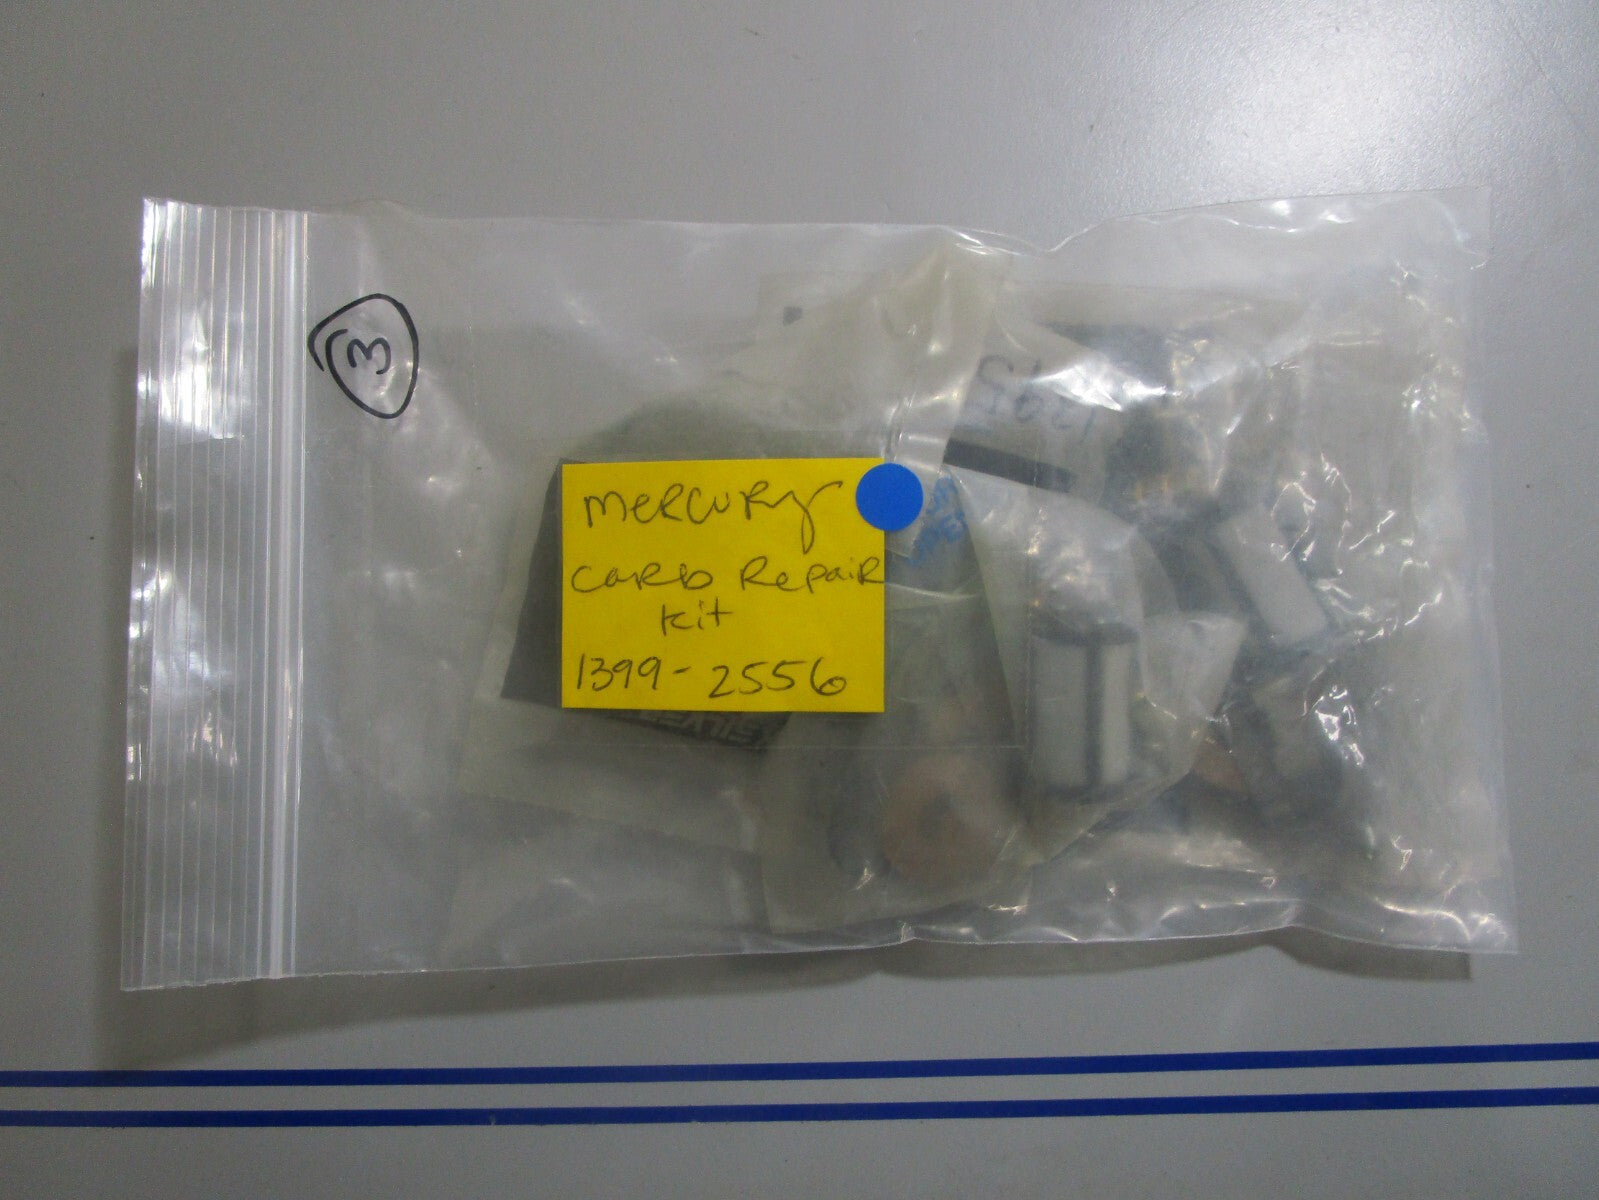 3
MERCURY
CARB REPAIR
Kit
1399-2556